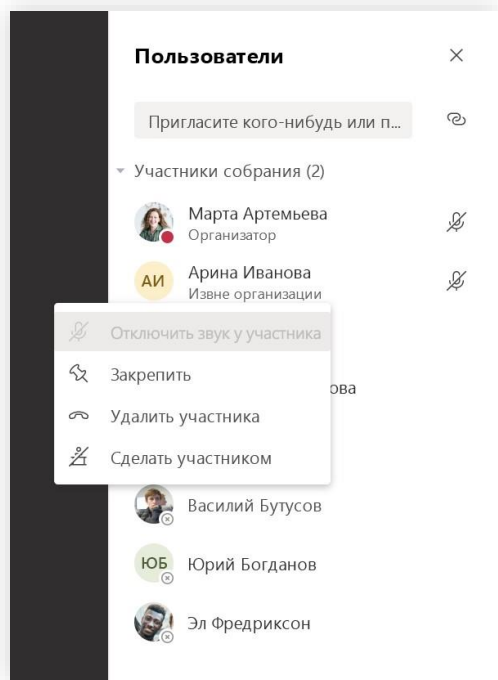 Пользователи
Пригласите кого-нибудь или п...
Участники собрания (2)
Марта Артемьева
Организатор
АИ
Арина Иванова
Извне организации
Отключить звук у участника
Закрепить
ова
Удалить участника
Сделать участником
Василий Бутусов
ЮБ
Юрий Богданов
Эл Фредриксон